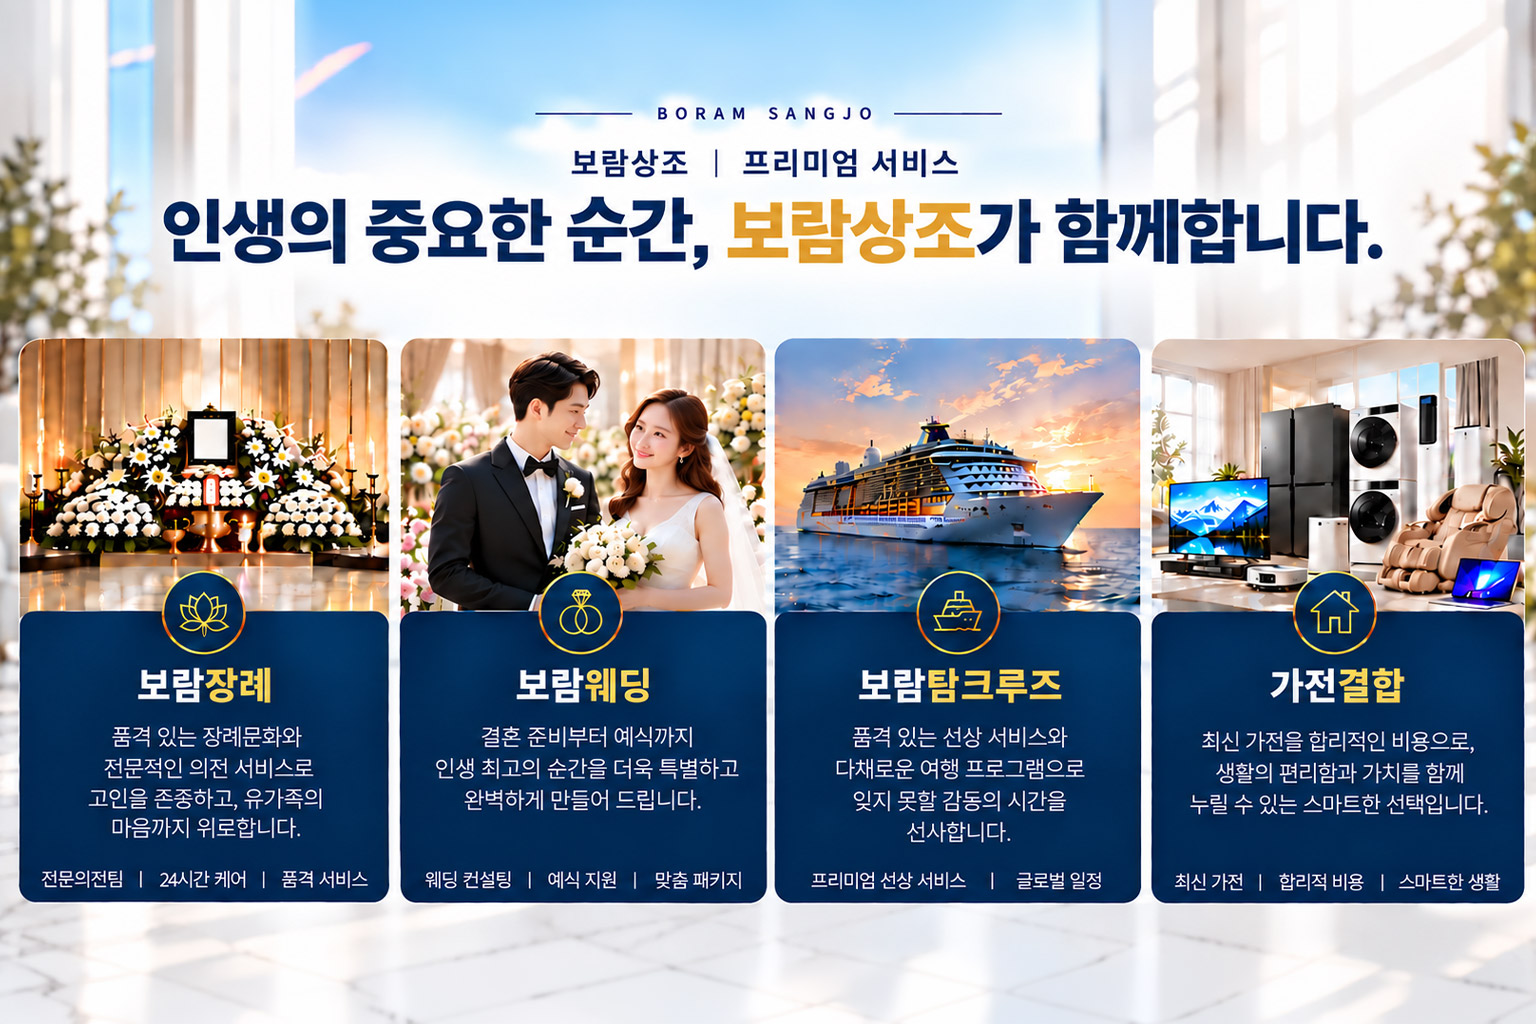 BORAM SANGJO
보람상조 | 프리미엄 서비스
인생의 중요한 순간, 보람상조가 함께합니다.
보람장례
품격 있는 장례문화와
전문적인 의전 서비스로
고인을 존중하고, 유가족의
마음까지 위로합니다.
전문의전팀 | 24시간 케어 | 품격 서비스
보람웨딩
결혼 준비부터 예식까지
인생 최고의 순간을 더욱 특별하고
완벽하게 만들어 드립니다.
웨딩 컨설팅 | 예식 지원 | 맞춤 패키지
보람탐크루즈
품격 있는 선상 서비스와
다채로운 여행 프로그램으로
잊지 못할 감동의 시간을
선사합니다.
프리미엄 선상 서비스 | 글로벌 일정
가전결합
최신 가전을 합리적인 비용으로,
생활의 편리함과 가치를 함께
누릴 수 있는 스마트한 선택입니다.
최신 가전 | 합리적 비용 | 스마트한 생활